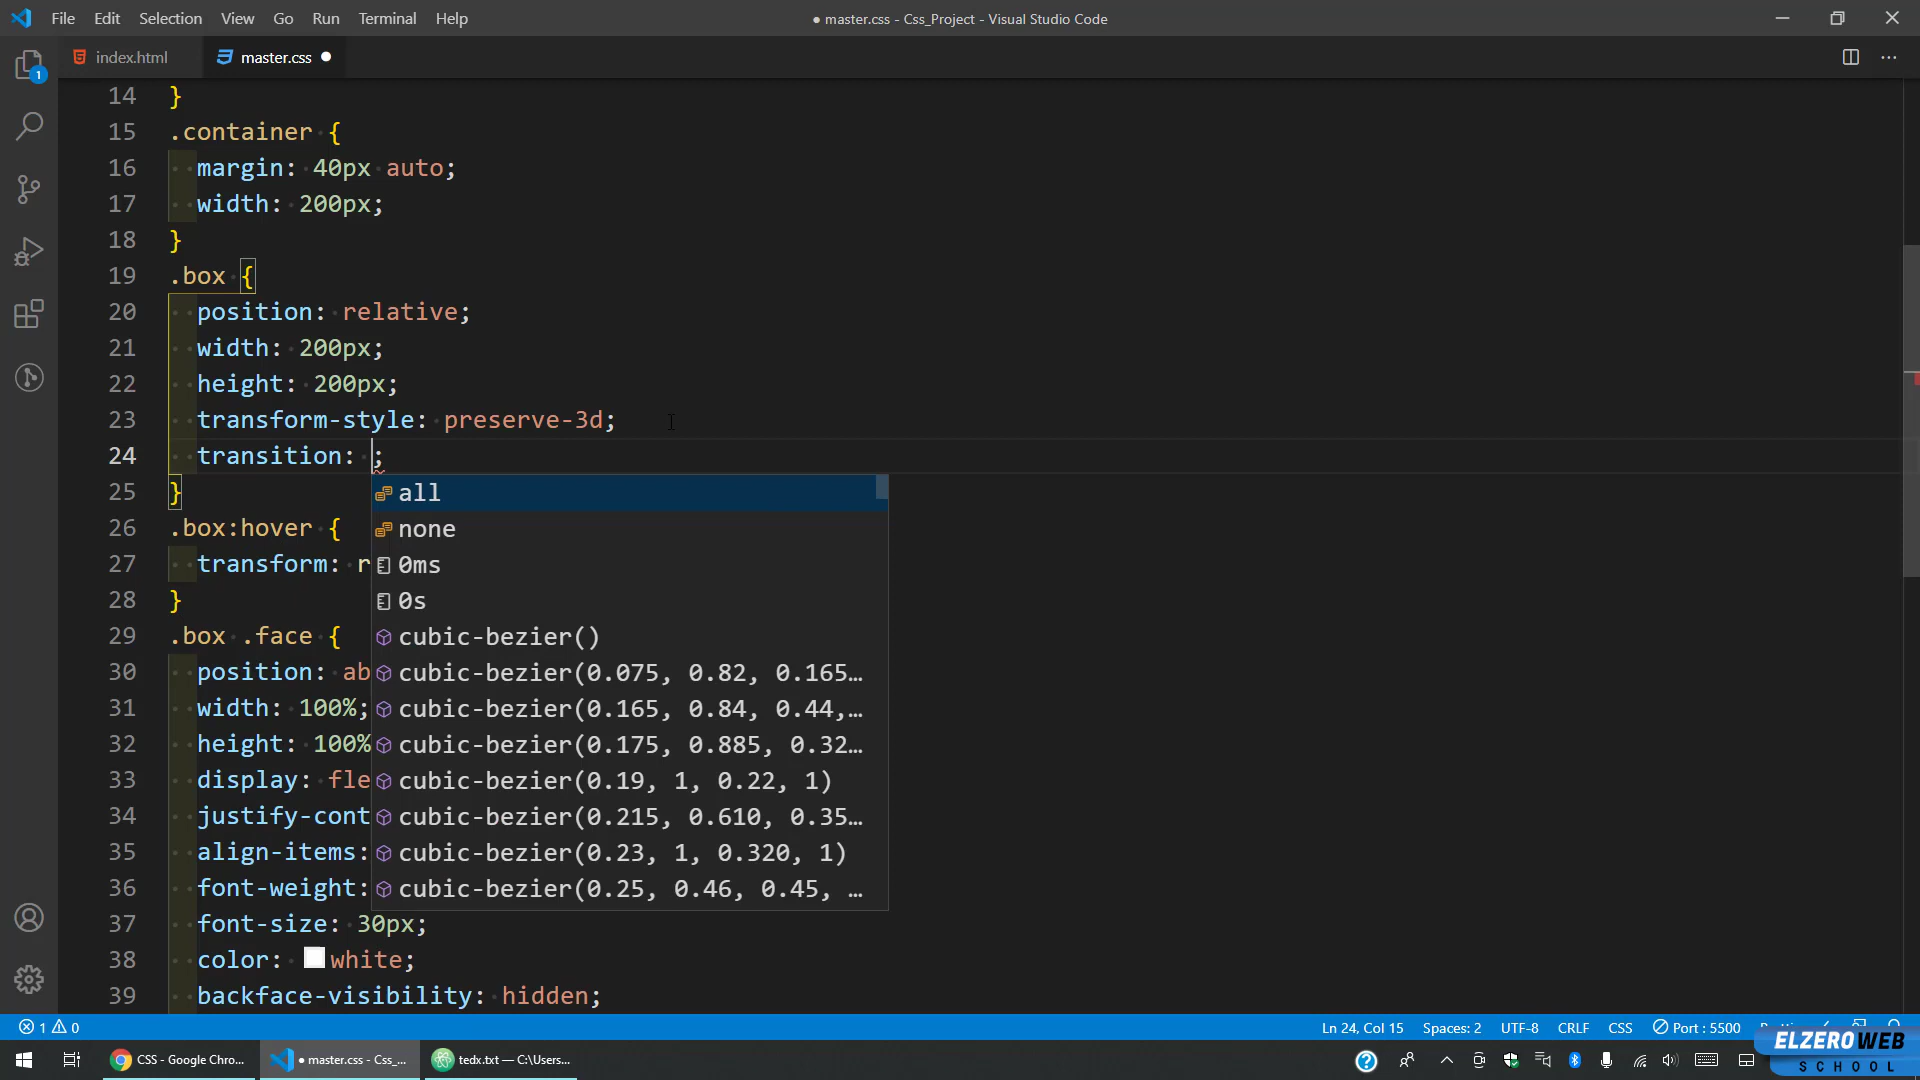 File Edit Selection View Go Run Terminal Help
● master.css - Css_Project - Visual Studio Code
index.html
master.css
1
14 }
15 .container {
16 margin: 40px auto;
17 width: 200px;
18 }
19 .box {
20 position: relative;
21 width: 200px;
22 height: 200px;
23 transform-style: preserve-3d;
24 transition: ;
25 }
26 .box:hover {
27 transform: r
28 }
29 .box .face {
30 position: ab
31 width: 100%;
32 height: 100%
33 display: fle
34 justify-cont
35 align-items:
36 font-weight:
37 font-size: 30px;
38 color: white;
39 backface-visibility: hidden;
all
none
0ms
0s
cubic-bezier()
cubic-bezier(0.075, 0.82, 0.165…
cubic-bezier(0.165, 0.84, 0.44,…
cubic-bezier(0.175, 0.885, 0.32…
cubic-bezier(0.19, 1, 0.22, 1)
cubic-bezier(0.215, 0.610, 0.35…
cubic-bezier(0.23, 1, 0.320, 1)
cubic-bezier(0.25, 0.46, 0.45, …
1 0
Ln 24, Col 15 Spaces: 2 UTF-8 CRLF CSS Port : 5500
CSS - Google Chro...
● master.css - Css_...
tedx.txt — C:\Users...
ELZEROWEB
SCHOOL